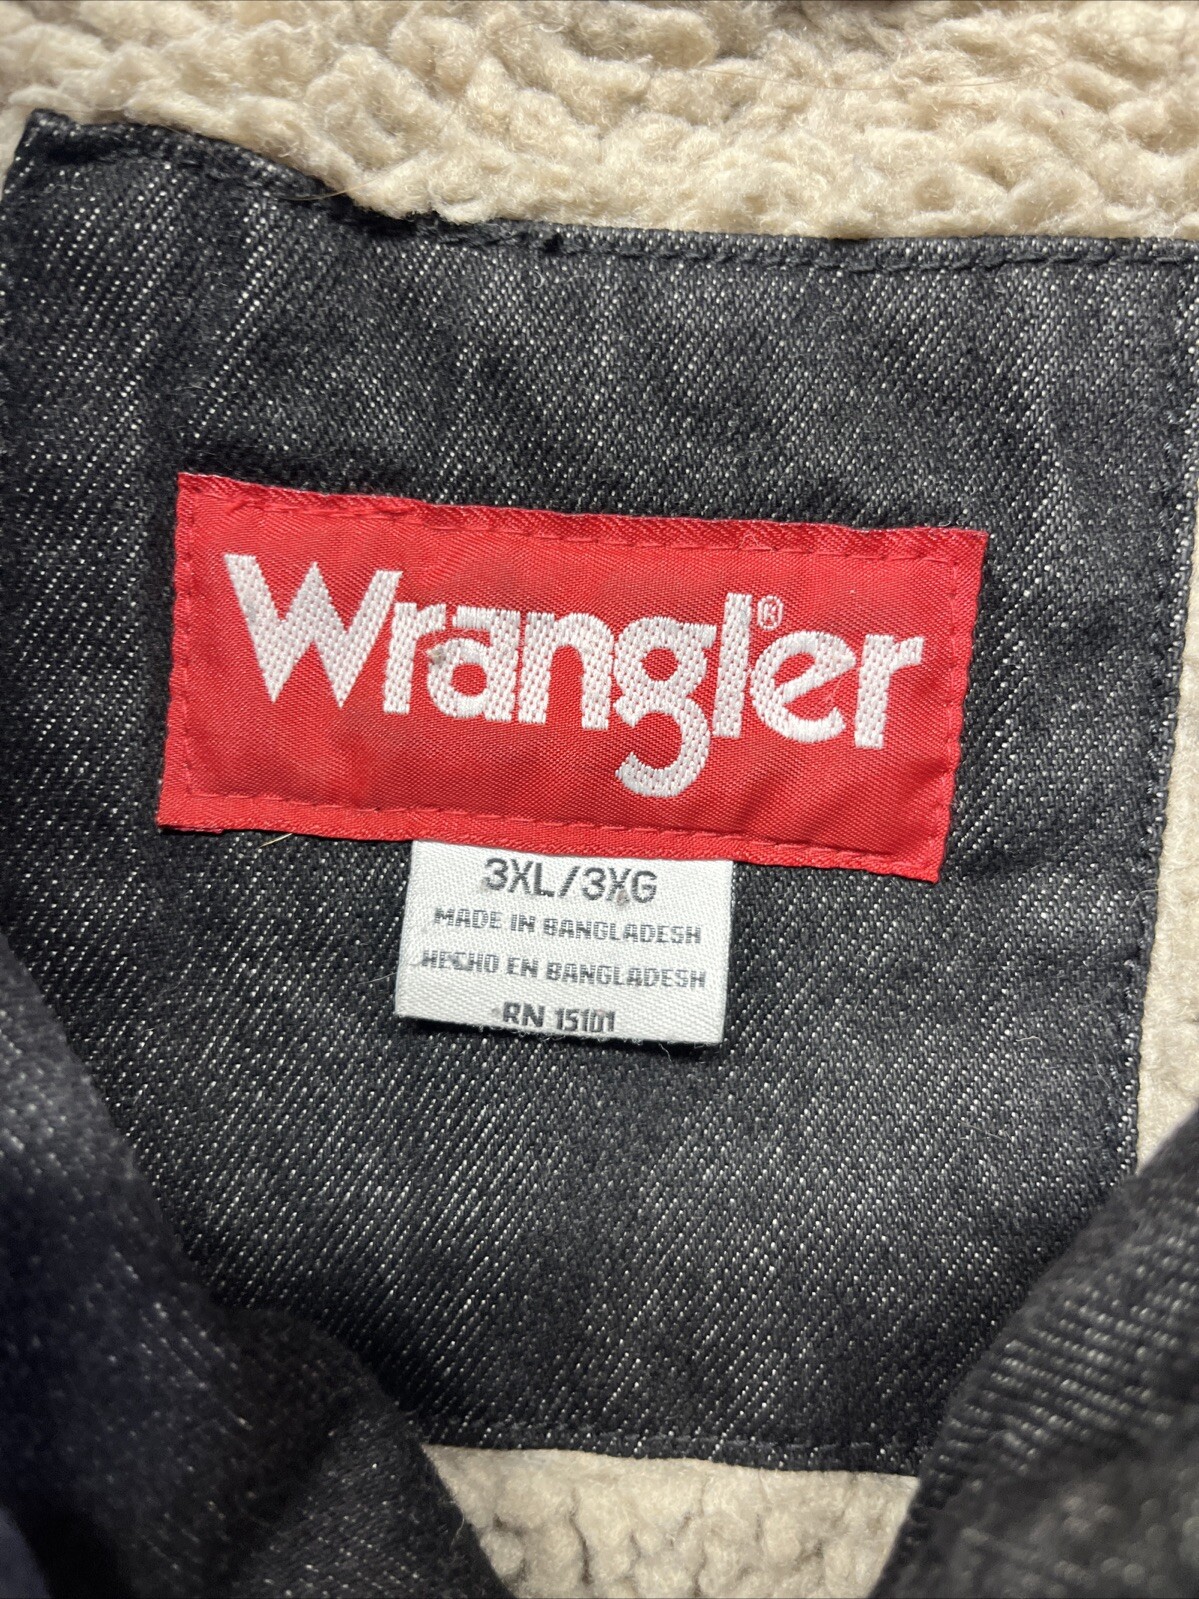 Wrangler®
3XL/3XG
MADE IN BANGLADESH
HECHO EN BANGLADESH
RN 15101